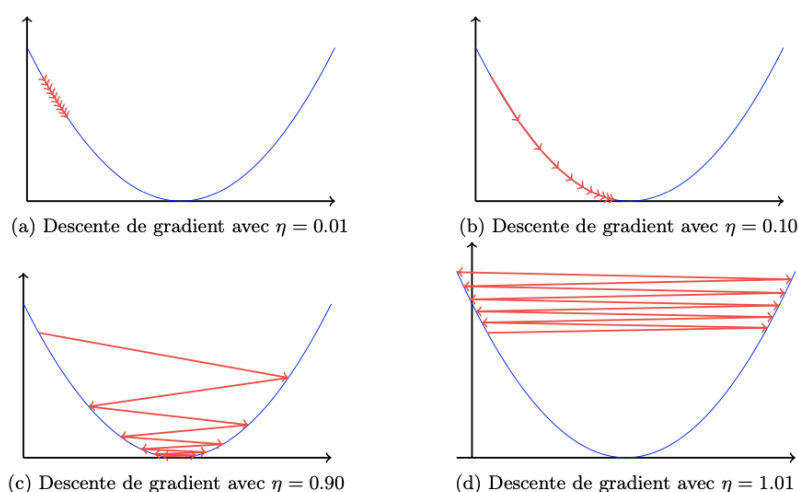 (a) Descente de gradient avec η = 0.01
(b) Descente de gradient avec η = 0.10
(c) Descente de gradient avec η = 0.90
(d) Descente de gradient avec η = 1.01